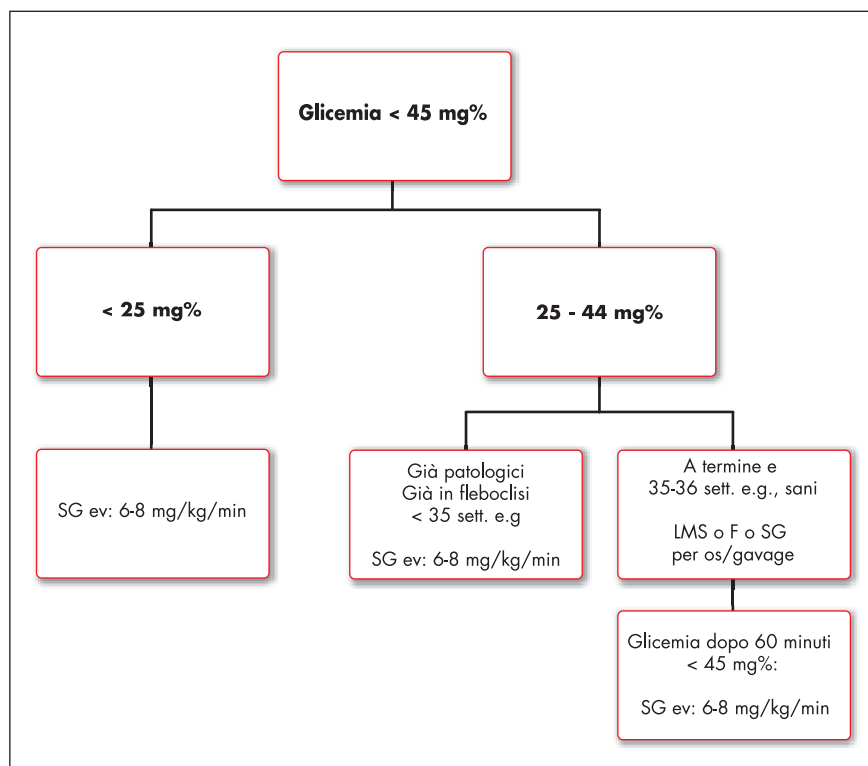 Glicemia < 45 mg%
< 25 mg%
25 - 44 mg%
SG ev: 6-8 mg/kg/min
Già patologici
Già in fleboclisi
< 35 sett. e.g
SG ev: 6-8 mg/kg/min
A termine e
35-36 sett. e.g., sani
LMS o F o SG
per os/gavage
Glicemia dopo 60 minuti
< 45 mg%:
SG ev: 6-8 mg/kg/min